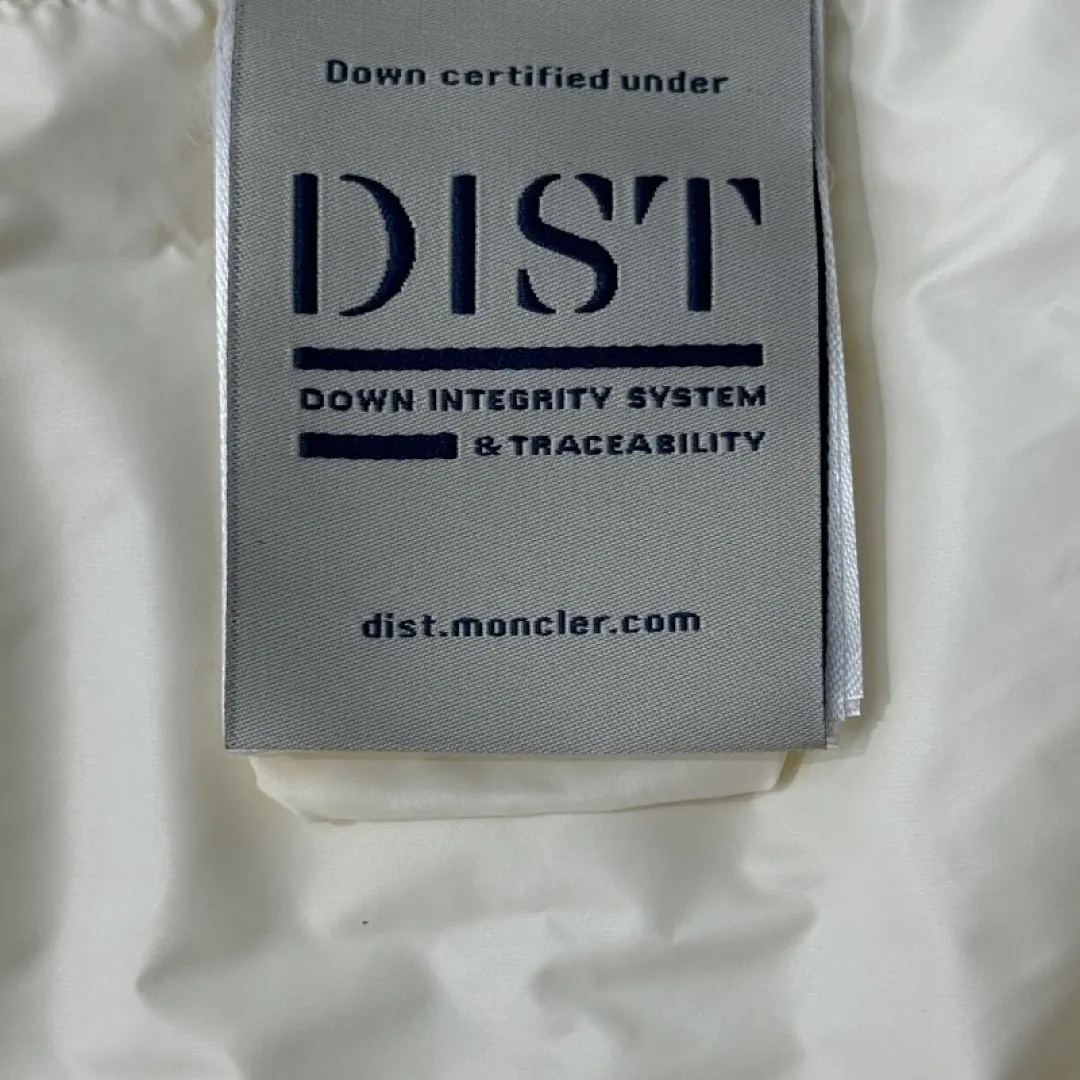 Down certified under
DIST
DOWN INTEGRITY SYSTEM
& TRACEABILITY
dist.moncler.com